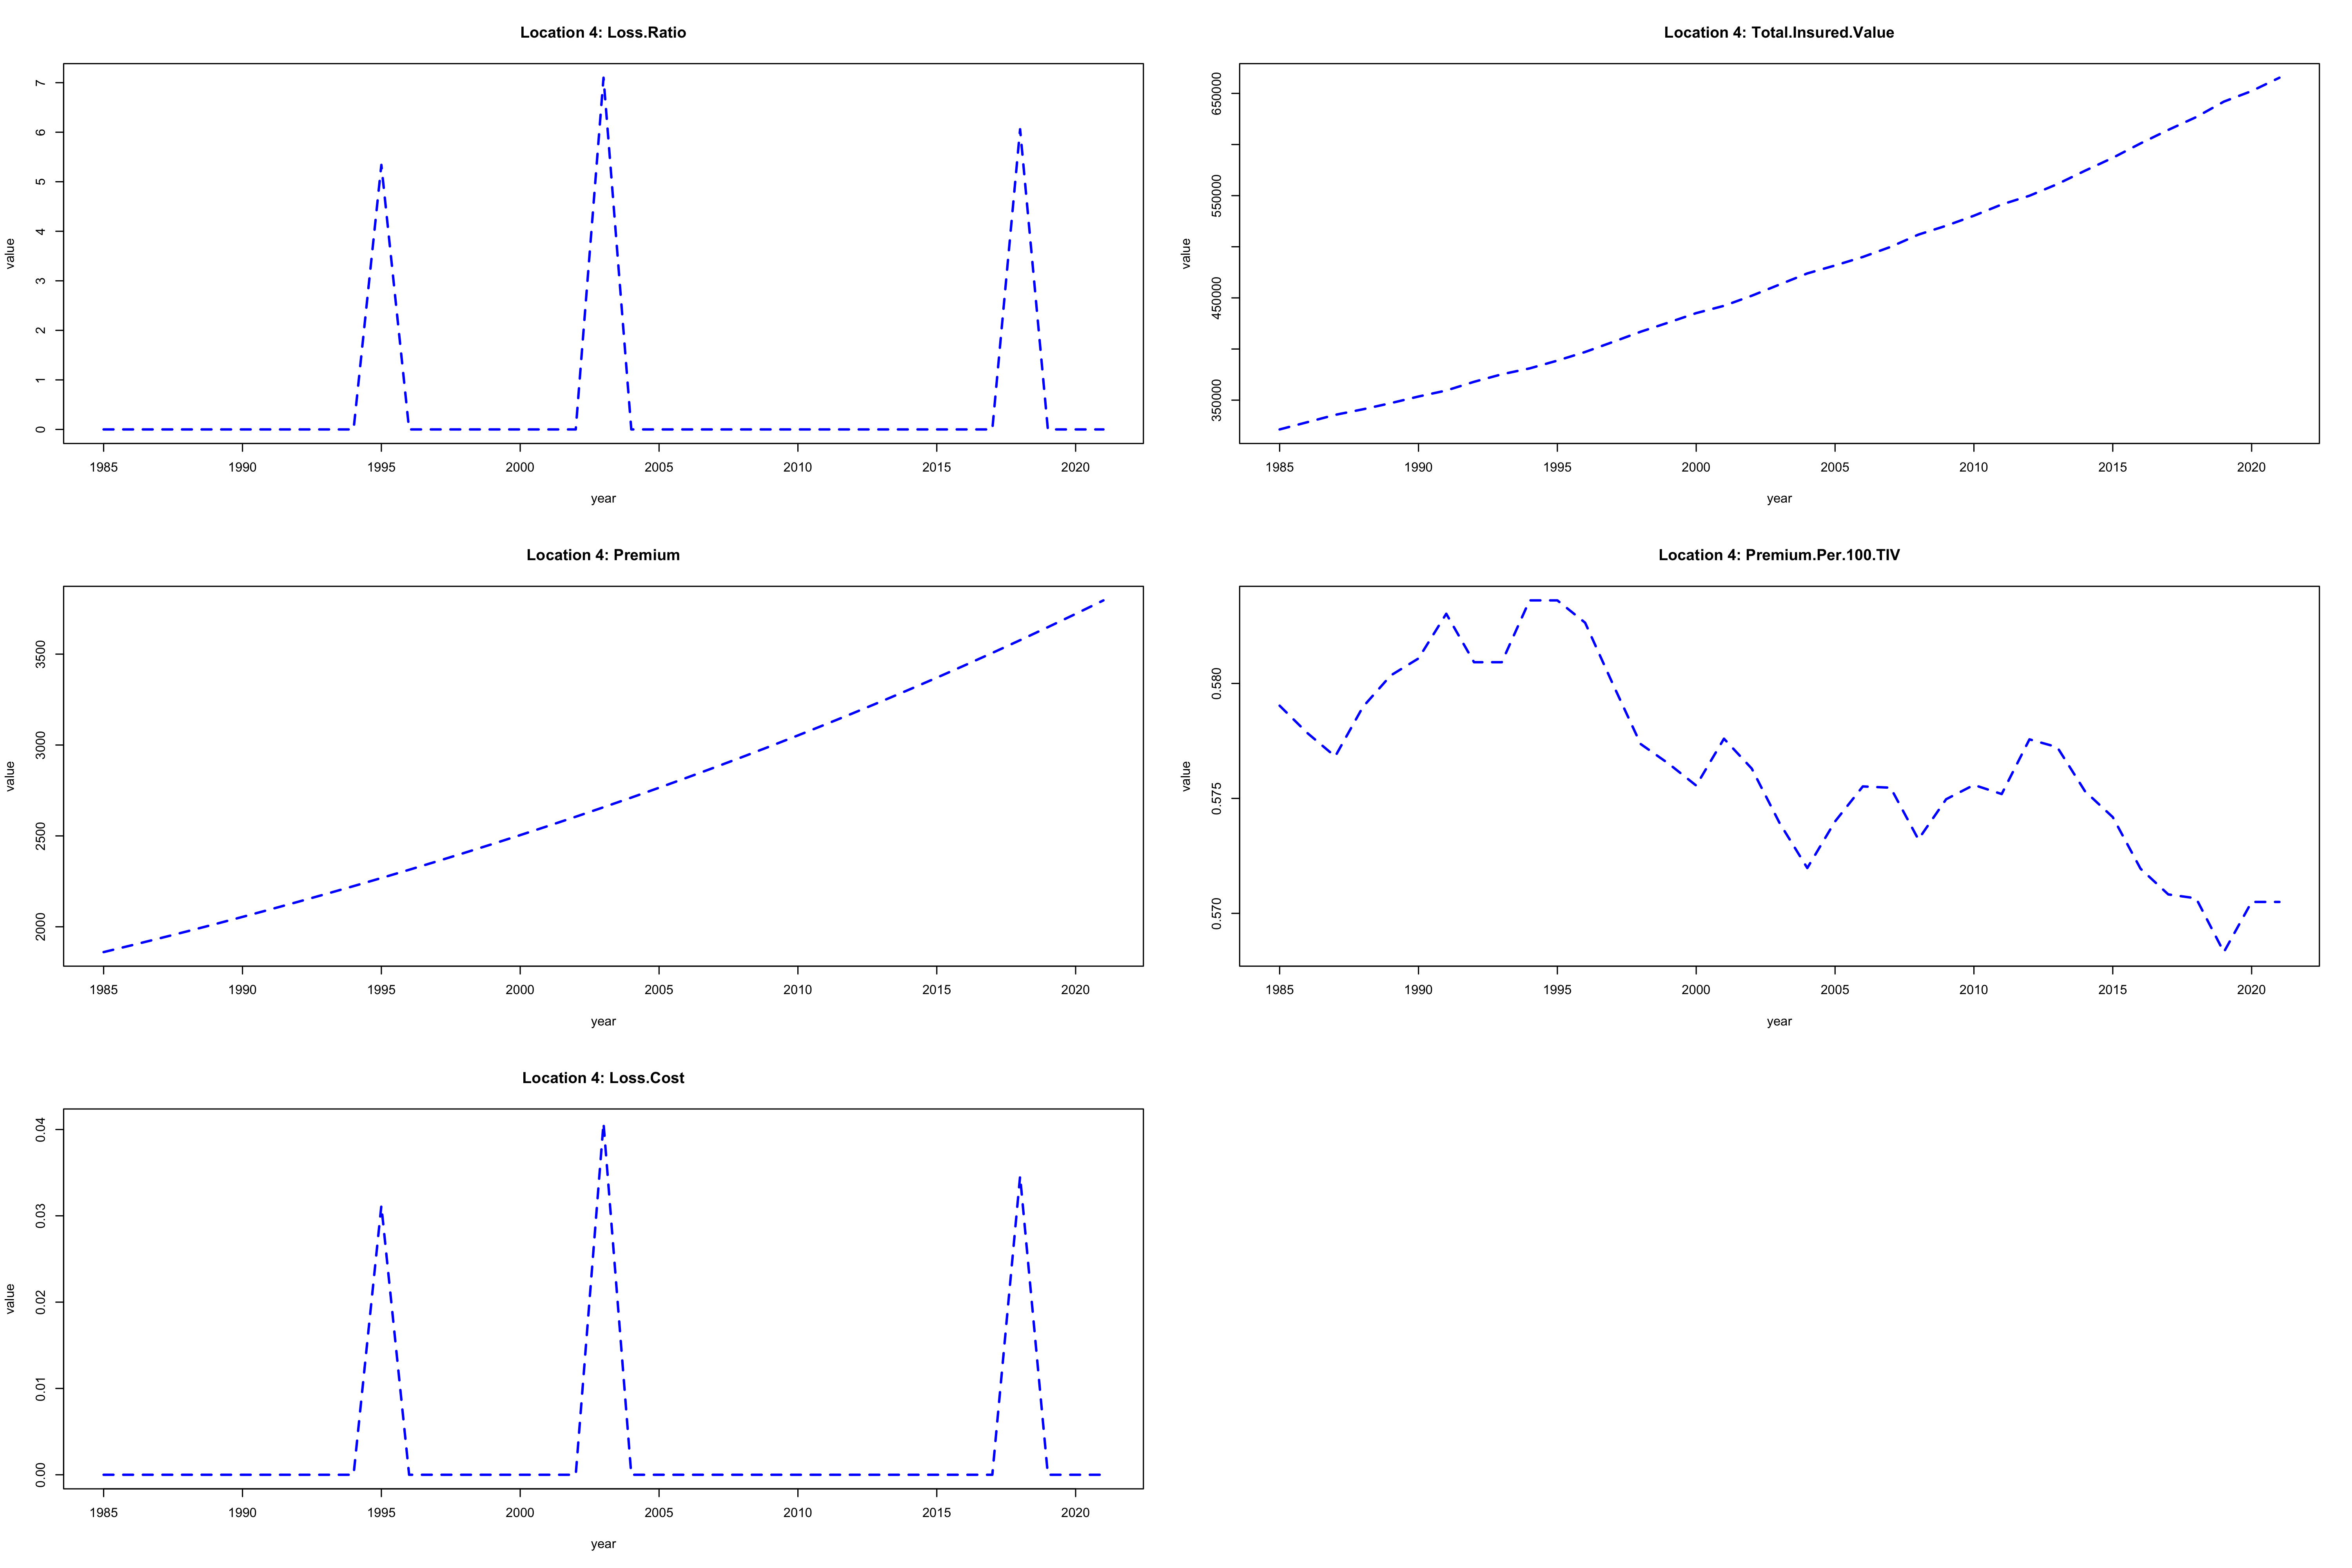 Location 4: Loss.Ratio
value
7
6
5
4
3
2
1
0
1985 1990 1995 2000 2005 2010 2015 2020
year
Location 4: Total.Insured.Value
value
650000
550000
450000
350000
1985 1990 1995 2000 2005 2010 2015 2020
year
Location 4: Premium
value
3500
3000
2500
2000
1985 1990 1995 2000 2005 2010 2015 2020
year
Location 4: Premium.Per.100.TIV
value
0.580
0.575
0.570
1985 1990 1995 2000 2005 2010 2015 2020
year
Location 4: Loss.Cost
value
0.04
0.03
0.02
0.01
0.00
1985 1990 1995 2000 2005 2010 2015 2020
year